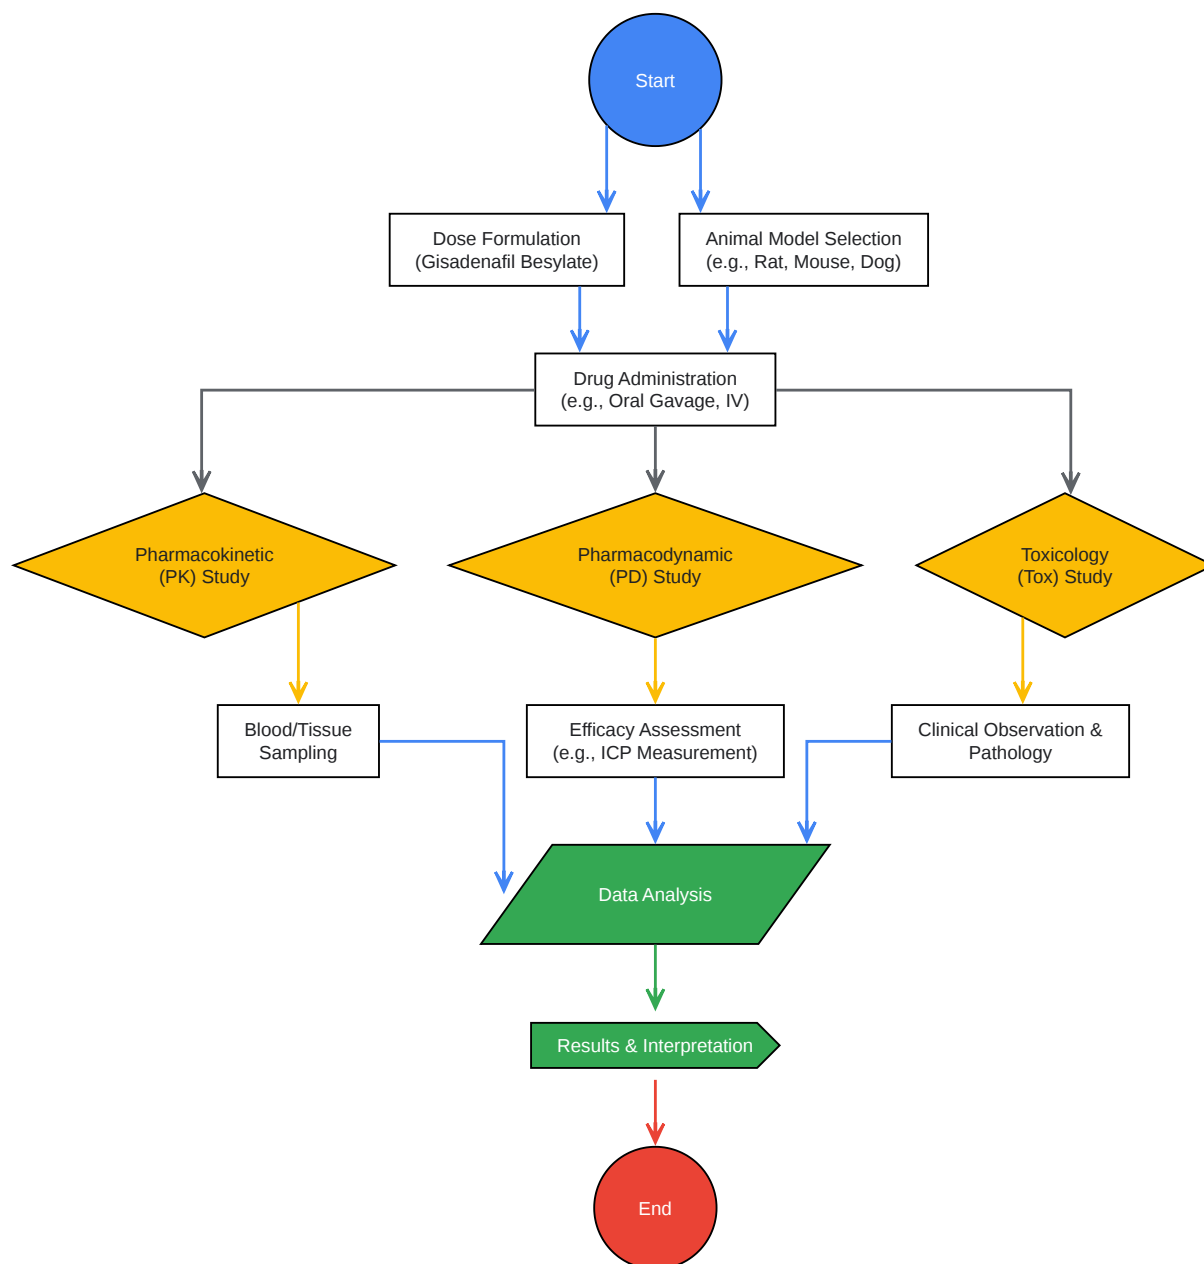 Start
Dose Formulation
(Gisadenafil Besylate)
Animal Model Selection
(e.g., Rat, Mouse, Dog)
Drug Administration
(e.g., Oral Gavage, IV)
Pharmacokinetic
(PK) Study
Pharmacodynamic
(PD) Study
Toxicology
(Tox) Study
Blood/Tissue
Sampling
Efficacy Assessment
(e.g., ICP Measurement)
Clinical Observation &
Pathology
Data Analysis
Results & Interpretation
End